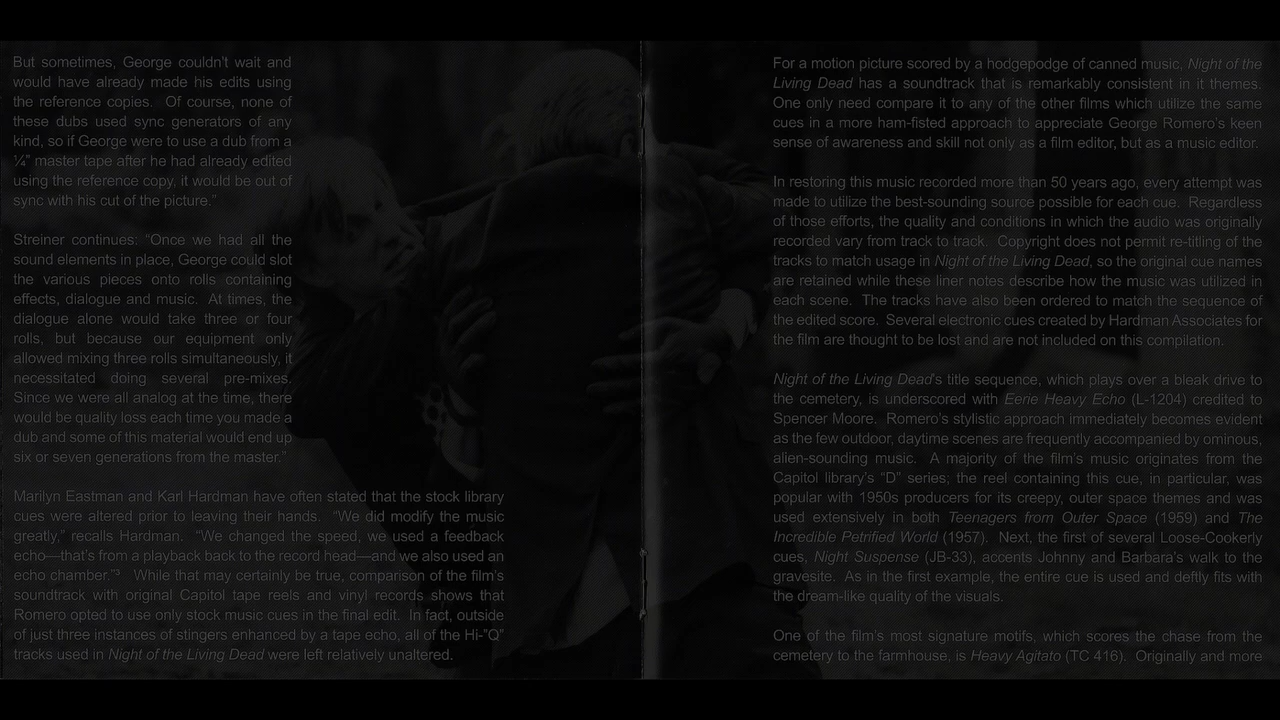 But sometimes, George couldn't wait and
would have already made his edits using
the reference copies.  Of course, none of
these dubs used sync generators of any
kind, so if George were to use a dub from a
¼" master tape after he had already edited
using the reference copy, it would be out of
sync with his cut of the picture."
Streiner continues: "Once we had all the
sound elements in place, George could slot
the various pieces onto rolls containing
effects, dialogue and music.  At times, the
dialogue alone would take three or four
rolls, but because our equipment only
allowed mixing three rolls simultaneously, it
necessitated doing several pre-mixes.
Since we were all analog at the time, there
would be quality loss each time you made a
dub and some of this material would end up
six or seven generations from the master."
Marilyn Eastman and Karl Hardman have often stated that the stock library
cues were altered prior to leaving their hands.  "We did modify the music
greatly," recalls Hardman.  "We changed the speed, we used a feedback
echo—that's from a playback back to the record head—and we also used an
echo chamber."³  While that may certainly be true, comparison of the film's
soundtrack with original Capitol tape reels and vinyl records shows that
Romero opted to use only stock music cues in the final edit.  In fact, outside
of just three instances of stingers enhanced by a tape echo, all of the Hi-"Q"
tracks used in Night of the Living Dead were left relatively unaltered.
For a motion picture scored by a hodgepodge of canned music, Night of the
Living Dead has a soundtrack that is remarkably consistent in it themes.
One only need compare it to any of the other films which utilize the same
cues in a more ham-fisted approach to appreciate George Romero's keen
sense of awareness and skill not only as a film editor, but as a music editor.
In restoring this music recorded more than 50 years ago, every attempt was
made to utilize the best-sounding source possible for each cue.  Regardless
of those efforts, the quality and conditions in which the audio was originally
recorded vary from track to track.  Copyright does not permit re-titling of the
tracks to match usage in Night of the Living Dead, so the original cue names
are retained while these liner notes describe how the music was utilized in
each scene.  The tracks have also been ordered to match the sequence of
the edited score.  Several electronic cues created by Hardman Associates for
the film are thought to be lost and are not included on this compilation.
Night of the Living Dead's title sequence, which plays over a bleak drive to
the cemetery, is underscored with Eerie Heavy Echo (L-1204) credited to
Spencer Moore.  Romero's stylistic approach immediately becomes evident
as the few outdoor, daytime scenes are frequently accompanied by ominous,
alien-sounding music.  A majority of the film's music originates from the
Capitol library's "D" series; the reel containing this cue, in particular, was
popular with 1950s producers for its creepy, outer space themes and was
used extensively in both Teenagers from Outer Space (1959) and The
Incredible Petrified World (1957).  Next, the first of several Loose-Cookerly
cues, Night Suspense (JB-33), accents Johnny and Barbara's walk to the
gravesite.  As in the first example, the entire cue is used and deftly fits with
the dream-like quality of the visuals.
One of the film's most signature motifs, which scores the chase from the
cemetery to the farmhouse, is Heavy Agitato (TC 416).  Originally and more